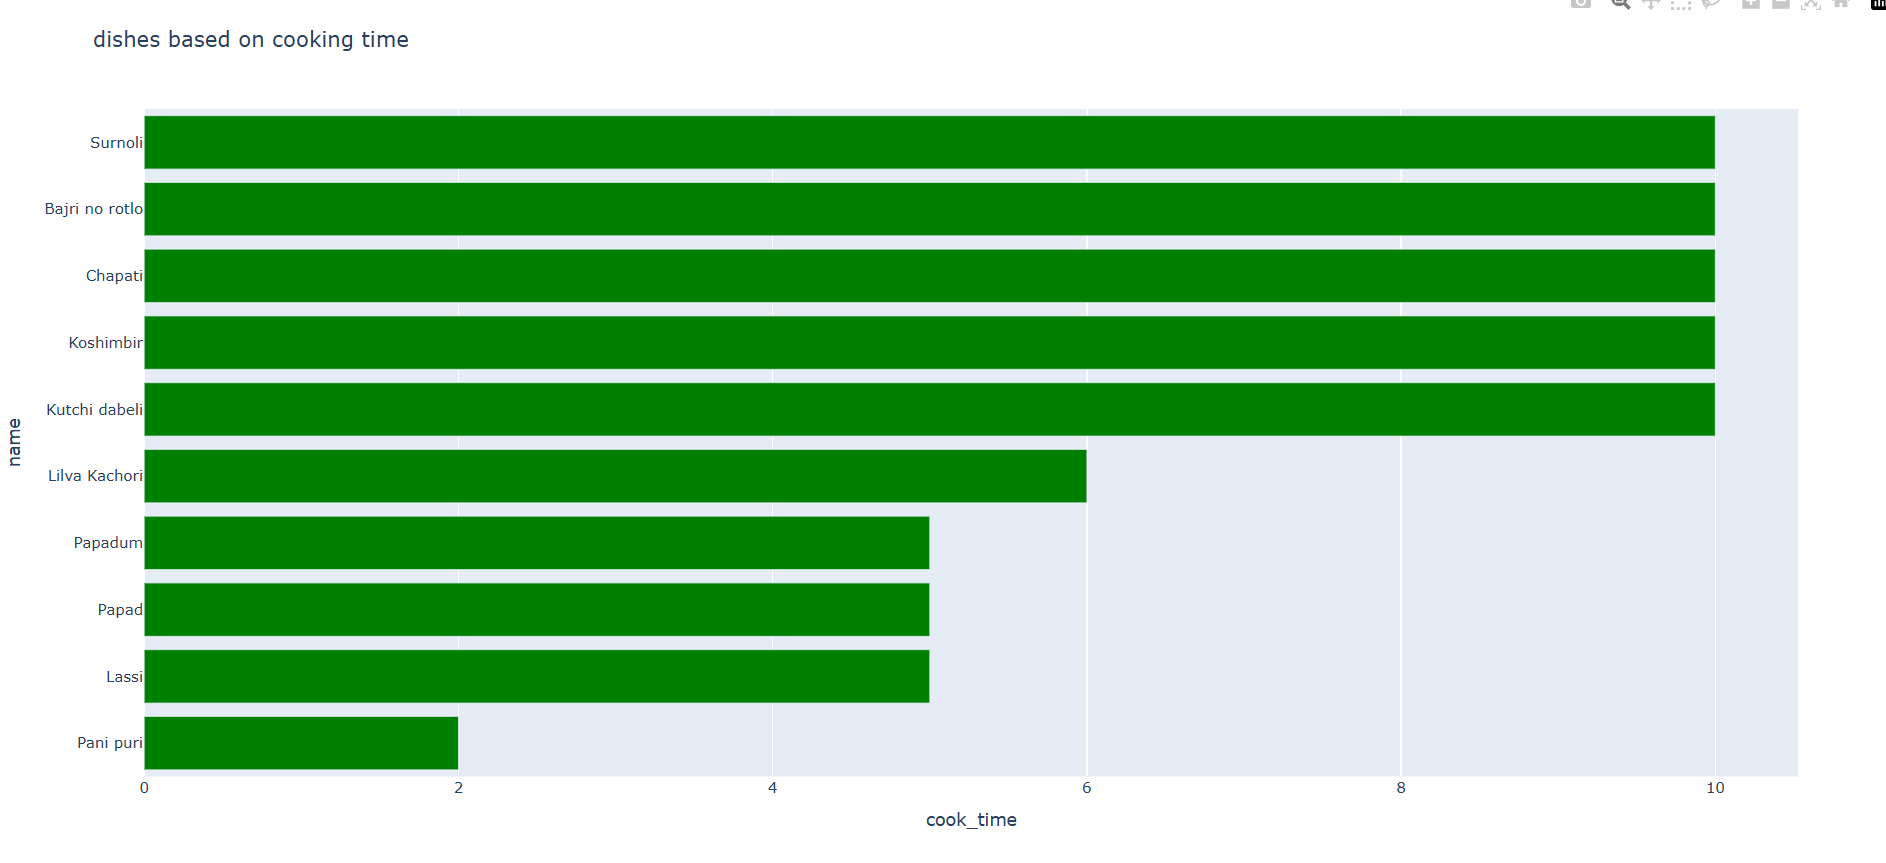 dishes based on cooking time
Surnoli
Bajri no rotlo
Chapati
Koshimbir
Kutchi dabeli
Lilva Kachori
Papadum
Papad
Lassi
Pani puri
name
0 2 4 6 8 10
cook_time